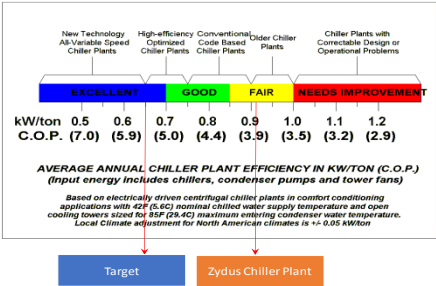 New Technology
All-Variable Speed
Chiller Plants
High-efficiency
Optimized
Chiller Plants
Conventional
Code Based
Chiller Plants
Older Chiller
Plants
Chiller Plants with
Correctable Design or
Operational Problems
EXCELLENT GOOD FAIR NEEDS IMPROVEMENT
kW/ton 0.5 0.6 0.7 0.8 0.9 1.0 1.1 1.2
C.O.P. (7.0) (5.9) (5.0) (4.4) (3.9) (3.5) (3.2) (2.9)
AVERAGE ANNUAL CHILLER PLANT EFFICIENCY IN KW/TON (C.O.P.)
(Input energy includes chillers, condenser pumps and tower fans)
Based on electrically driven centrifugal chiller plants in comfort conditioning
applications with 42F (5.6C) nominal chilled water supply temperature and open
cooling towers sized for 85F (29.4C) maximum entering condenser water temperature.
Local Climate adjustment for North American climates is +/- 0.05 kW/ton
Target
Zydus Chiller Plant